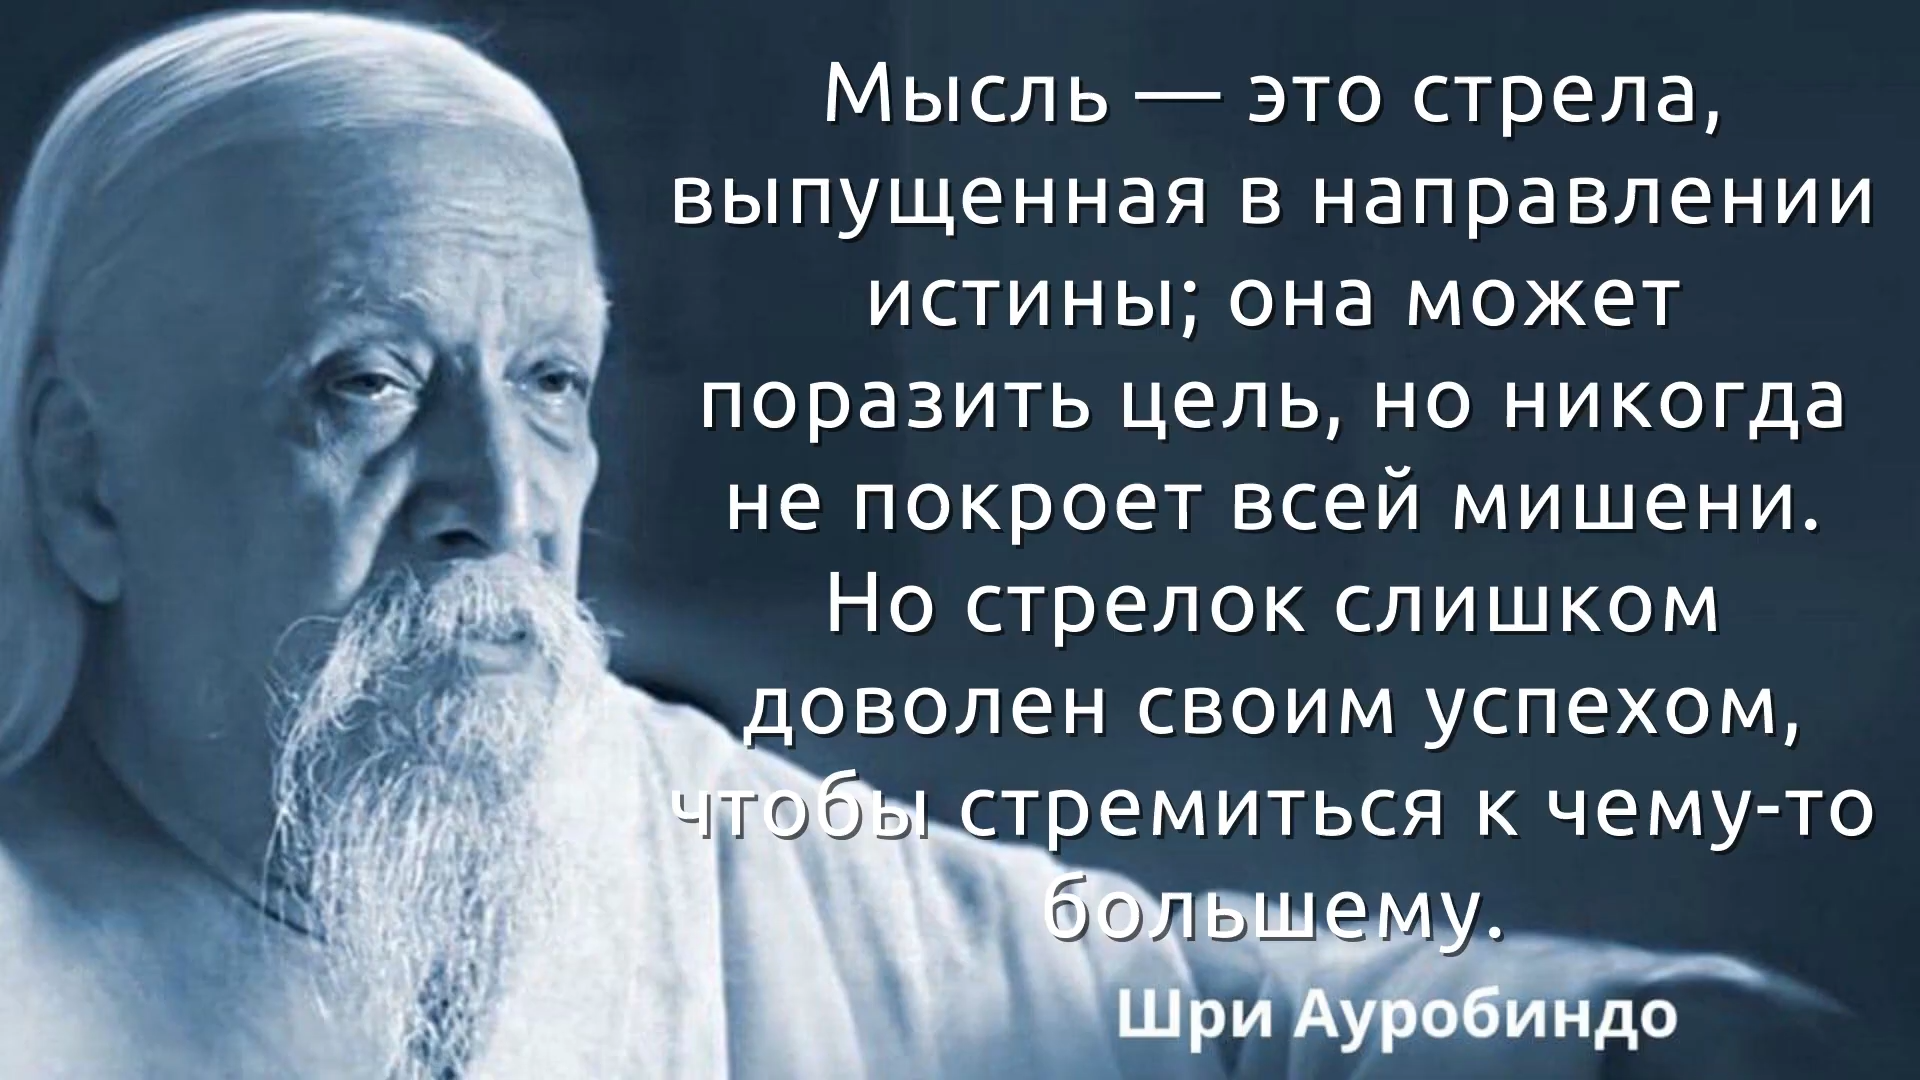 Мысль — это стрела,
выпущенная в направлении
истины; она может
поразить цель, но никогда
не покроет всей мишени.
Но стрелок слишком
доволен своим успехом,
чтобы стремиться к чему-то
большему.
Шри Ауробиндо